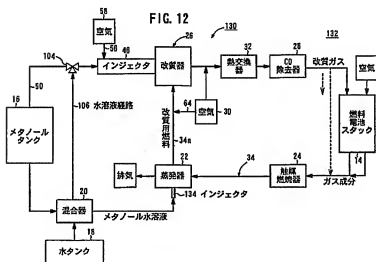 FIG. 12
130
58
空気
56
104
46
インジェクタ
26
改質器
32
熱交換器
28
CO除去器
132
改質ガス
空気
50
106 水溶液経路
16
メタノールタンク
改質用燃料
64
34a
空気
30
燃料電池スタック
14
排気
22
蒸発器
34
24
触媒燃焼器
ガス成分
134 インジェクタ
20
混合器
メタノール水溶液
18
水タンク